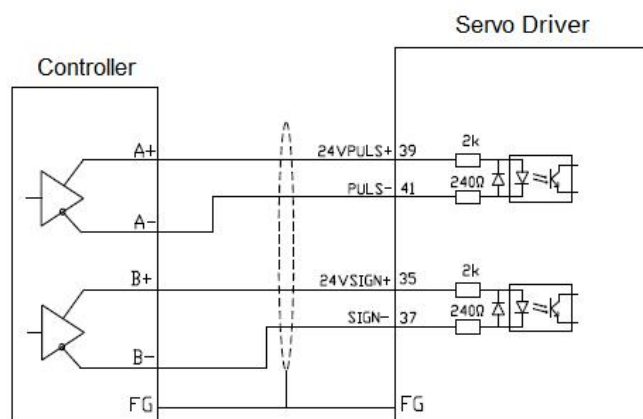 Servo Driver
Controller
A+ 24VPULS+ 39 2k
A- PULS- 41 240Ω
B+ 24VSIGN+ 35 2k
B- SIGN- 37 240Ω
FG FG